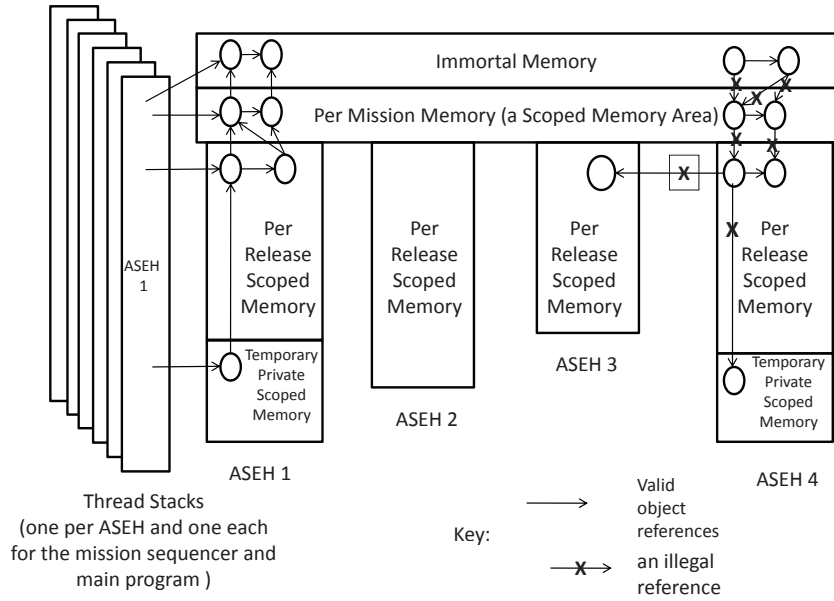 Immortal Memory
Per Mission Memory (a Scoped Memory Area)
ASEH
1
Per
Release
Scoped
Memory
Temporary
Private
Scoped
Memory
ASEH 1
Per
Release
Scoped
Memory
ASEH 2
Per
Release
Scoped
Memory
ASEH 3
Per
Release
Scoped
Memory
Temporary
Private
Scoped
Memory
ASEH 4
X
X
X
X
X
X
X
Thread Stacks
(one per ASEH and one each
for the mission sequencer and
main program )
Key:
Valid
object
references
X
an illegal
reference